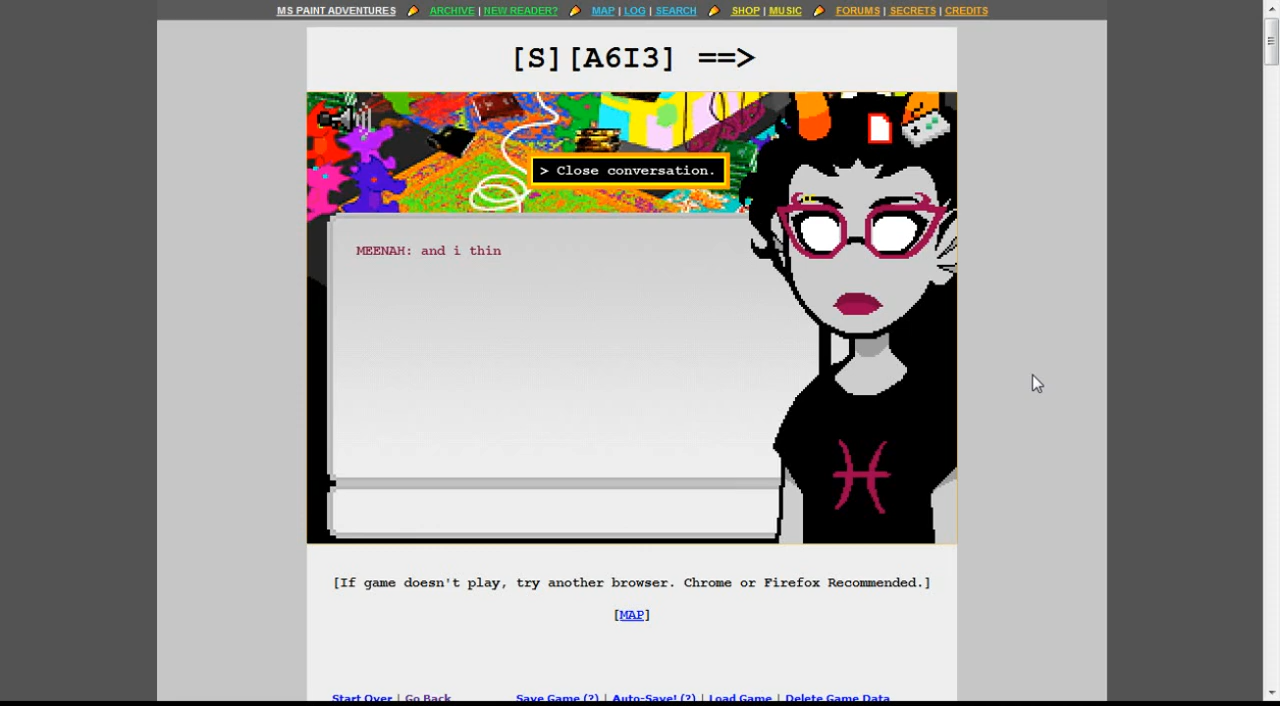 MS PAINT ADVENTURES ARCHIVE | NEW READER? MAP | LOG | SEARCH SHOP | MUSIC FORUMS | SECRETS | CREDITS
[S][A6I3] ==>
> Close conversation.
MEENAH: and i thin
[If game doesn't play, try another browser. Chrome or Firefox Recommended.]
[MAP]
Start Over | Go Back Save Game (?) | Auto-Save! (?) | Load Game | Delete Game Data